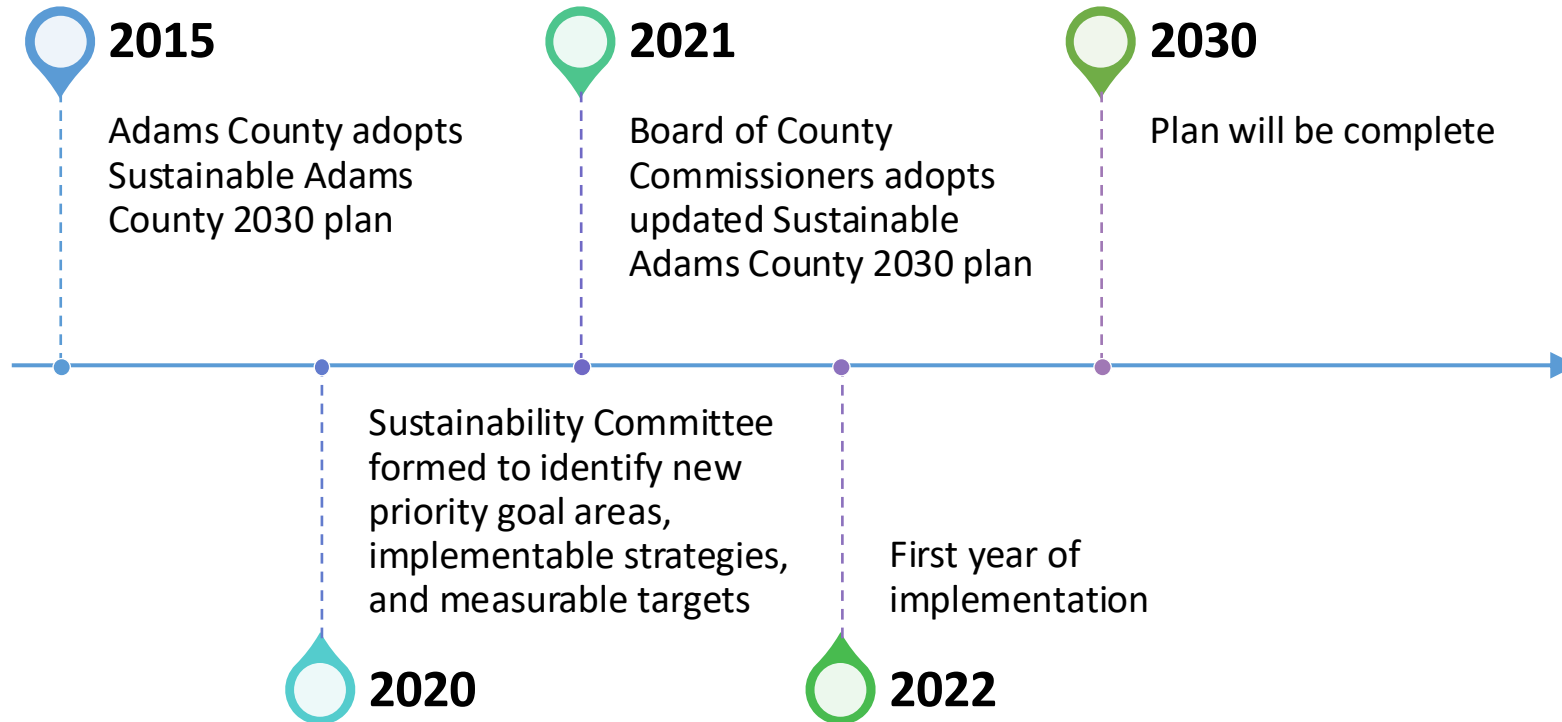 2015
Adams County adopts
Sustainable Adams
County 2030 plan
2021
Board of County
Commissioners adopts
updated Sustainable
Adams County 2030 plan
2030
Plan will be complete
Sustainability Committee
formed to identify new
priority goal areas,
implementable strategies,
and measurable targets
2020
First year of
implementation
2022